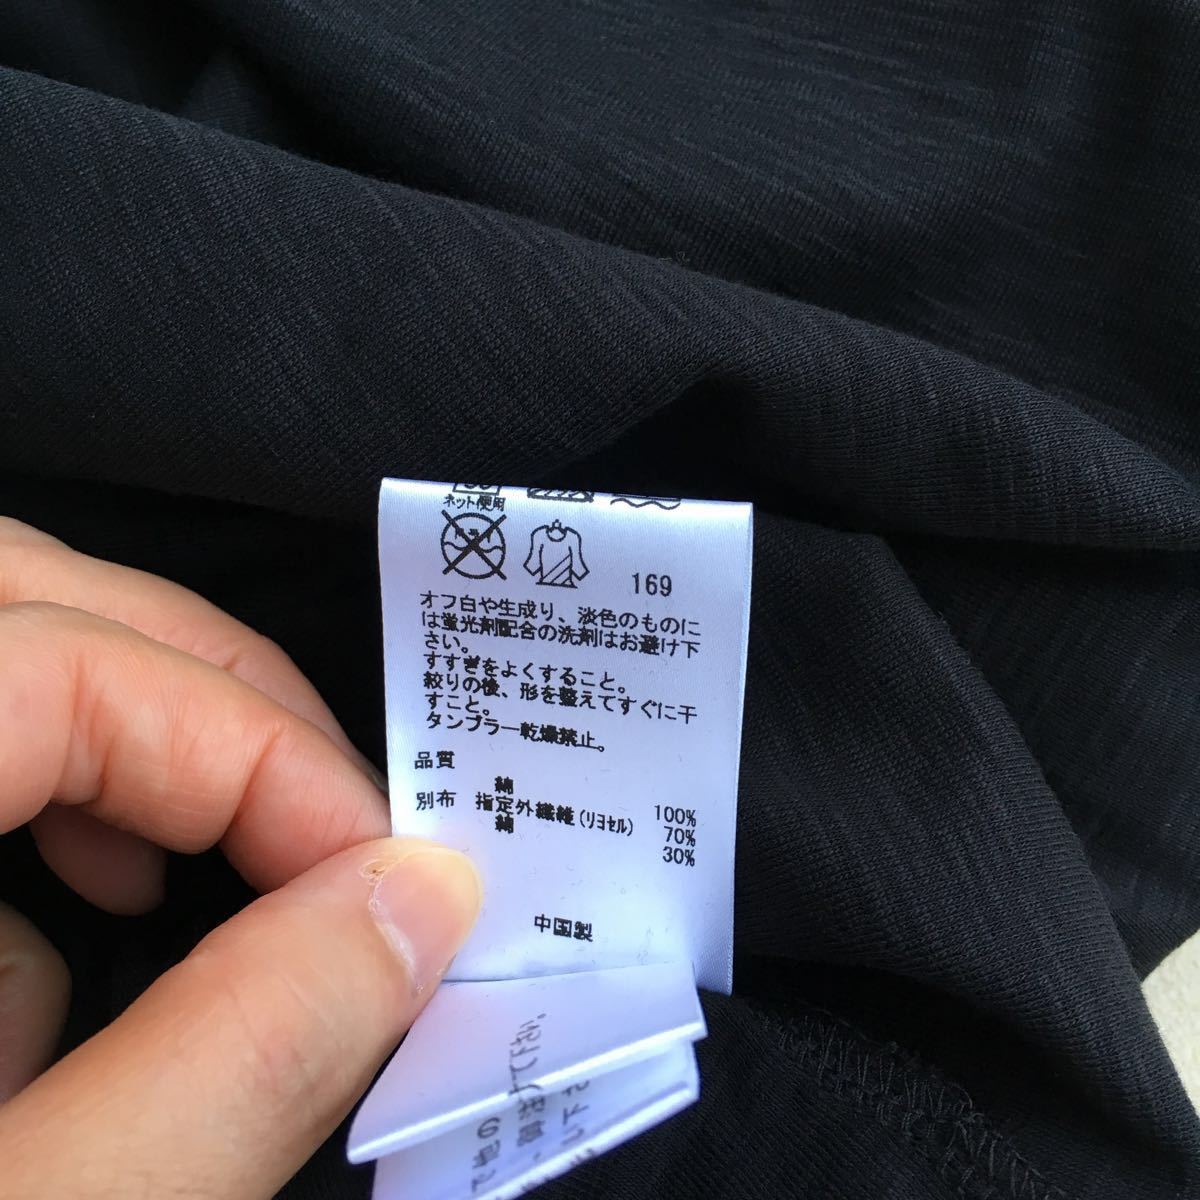 ネット使用
169
オフ白や生成り、淡色のものに
は蛍光剤配合の洗剤はお避け下
さい。
すすぎをよくすること。
絞りの後、形を整えてすぐに干
すこと。
タンブラー乾燥禁止。
品質
綿 100%
別布 指定外繊維(リヨセル) 70%
綿 30%
中国製